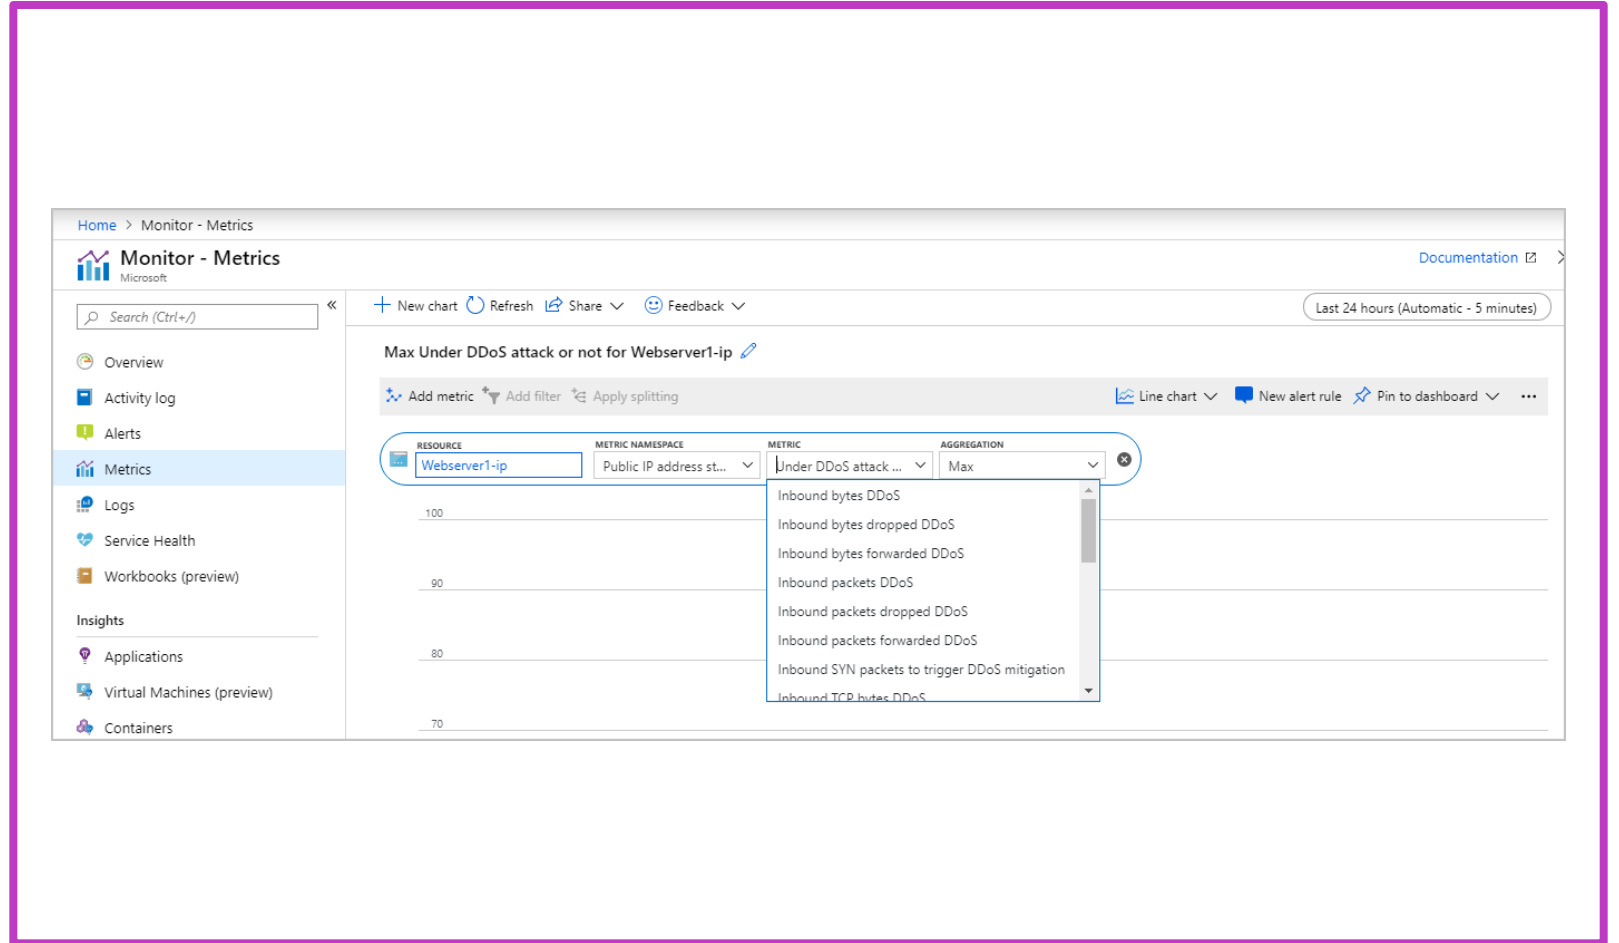 Home > Monitor - Metrics
Monitor - Metrics
Microsoft
Documentation
Search (Ctrl+/)
«
New chart Refresh Share Feedback
Last 24 hours (Automatic - 5 minutes)
Overview
Activity log
Alerts
Metrics
Logs
Service Health
Workbooks (preview)
Insights
Applications
Virtual Machines (preview)
Containers
Max Under DDoS attack or not for Webserver1-ip
Add metric Add filter Apply splitting Line chart New alert rule Pin to dashboard ...
RESOURCE METRIC NAMESPACE METRIC AGGREGATION
Webserver1-ip Public IP address st... Under DDoS attack ... Max
Inbound bytes DDoS
Inbound bytes dropped DDoS
Inbound bytes forwarded DDoS
Inbound packets DDoS
Inbound packets dropped DDoS
Inbound packets forwarded DDoS
Inbound SYN packets to trigger DDoS mitigation
Inbound TCP bytes DDoS
100
90
80
70